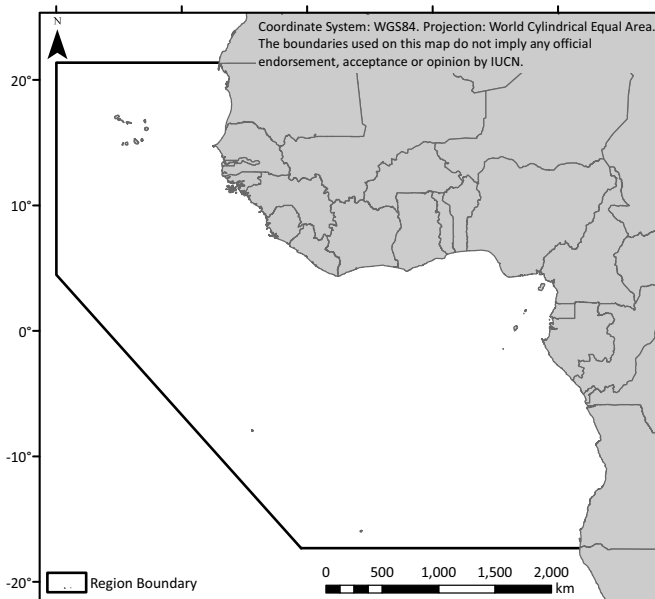 N
Coordinate System: WGS84. Projection: World Cylindrical Equal Area.
The boundaries used on this map do not imply any official
endorsement, acceptance or opinion by IUCN.
20°
10°
0°
-10°
-20°
Region Boundary
0 500 1,000 1,500 2,000
km